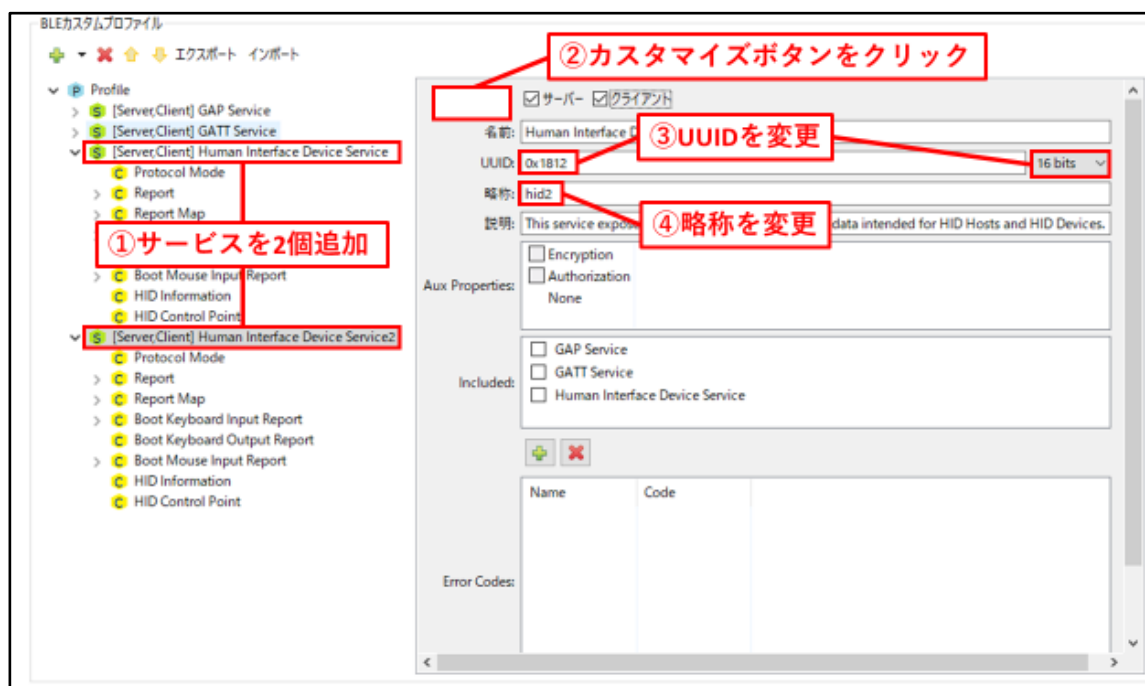 BLEカスタムプロファイル
エクスポート インポート
②カスタマイズボタンをクリック
Profile
[Server,Client] GAP Service
[Server,Client] GATT Service
[Server,Client] Human Interface Device Service
Protocol Mode
Report
Report Map
①サービスを2個追加
Boot Mouse Input Report
HID Information
HID Control Point
[Server,Client] Human Interface Device Service2
Protocol Mode
Report
Report Map
Boot Keyboard Input Report
Boot Keyboard Output Report
Boot Mouse Input Report
HID Information
HID Control Point
サーバー クライアント
名前: Human Interface
③UUIDを変更
UUID: 0x1812 16 bits
略称: hid2
④略称を変更
説明: This service data intended for HID Hosts and HID Devices.
Aux Properties:
Encryption
Authorization
None
Included:
GAP Service
GATT Service
Human Interface Device Service
Name Code
Error Codes: